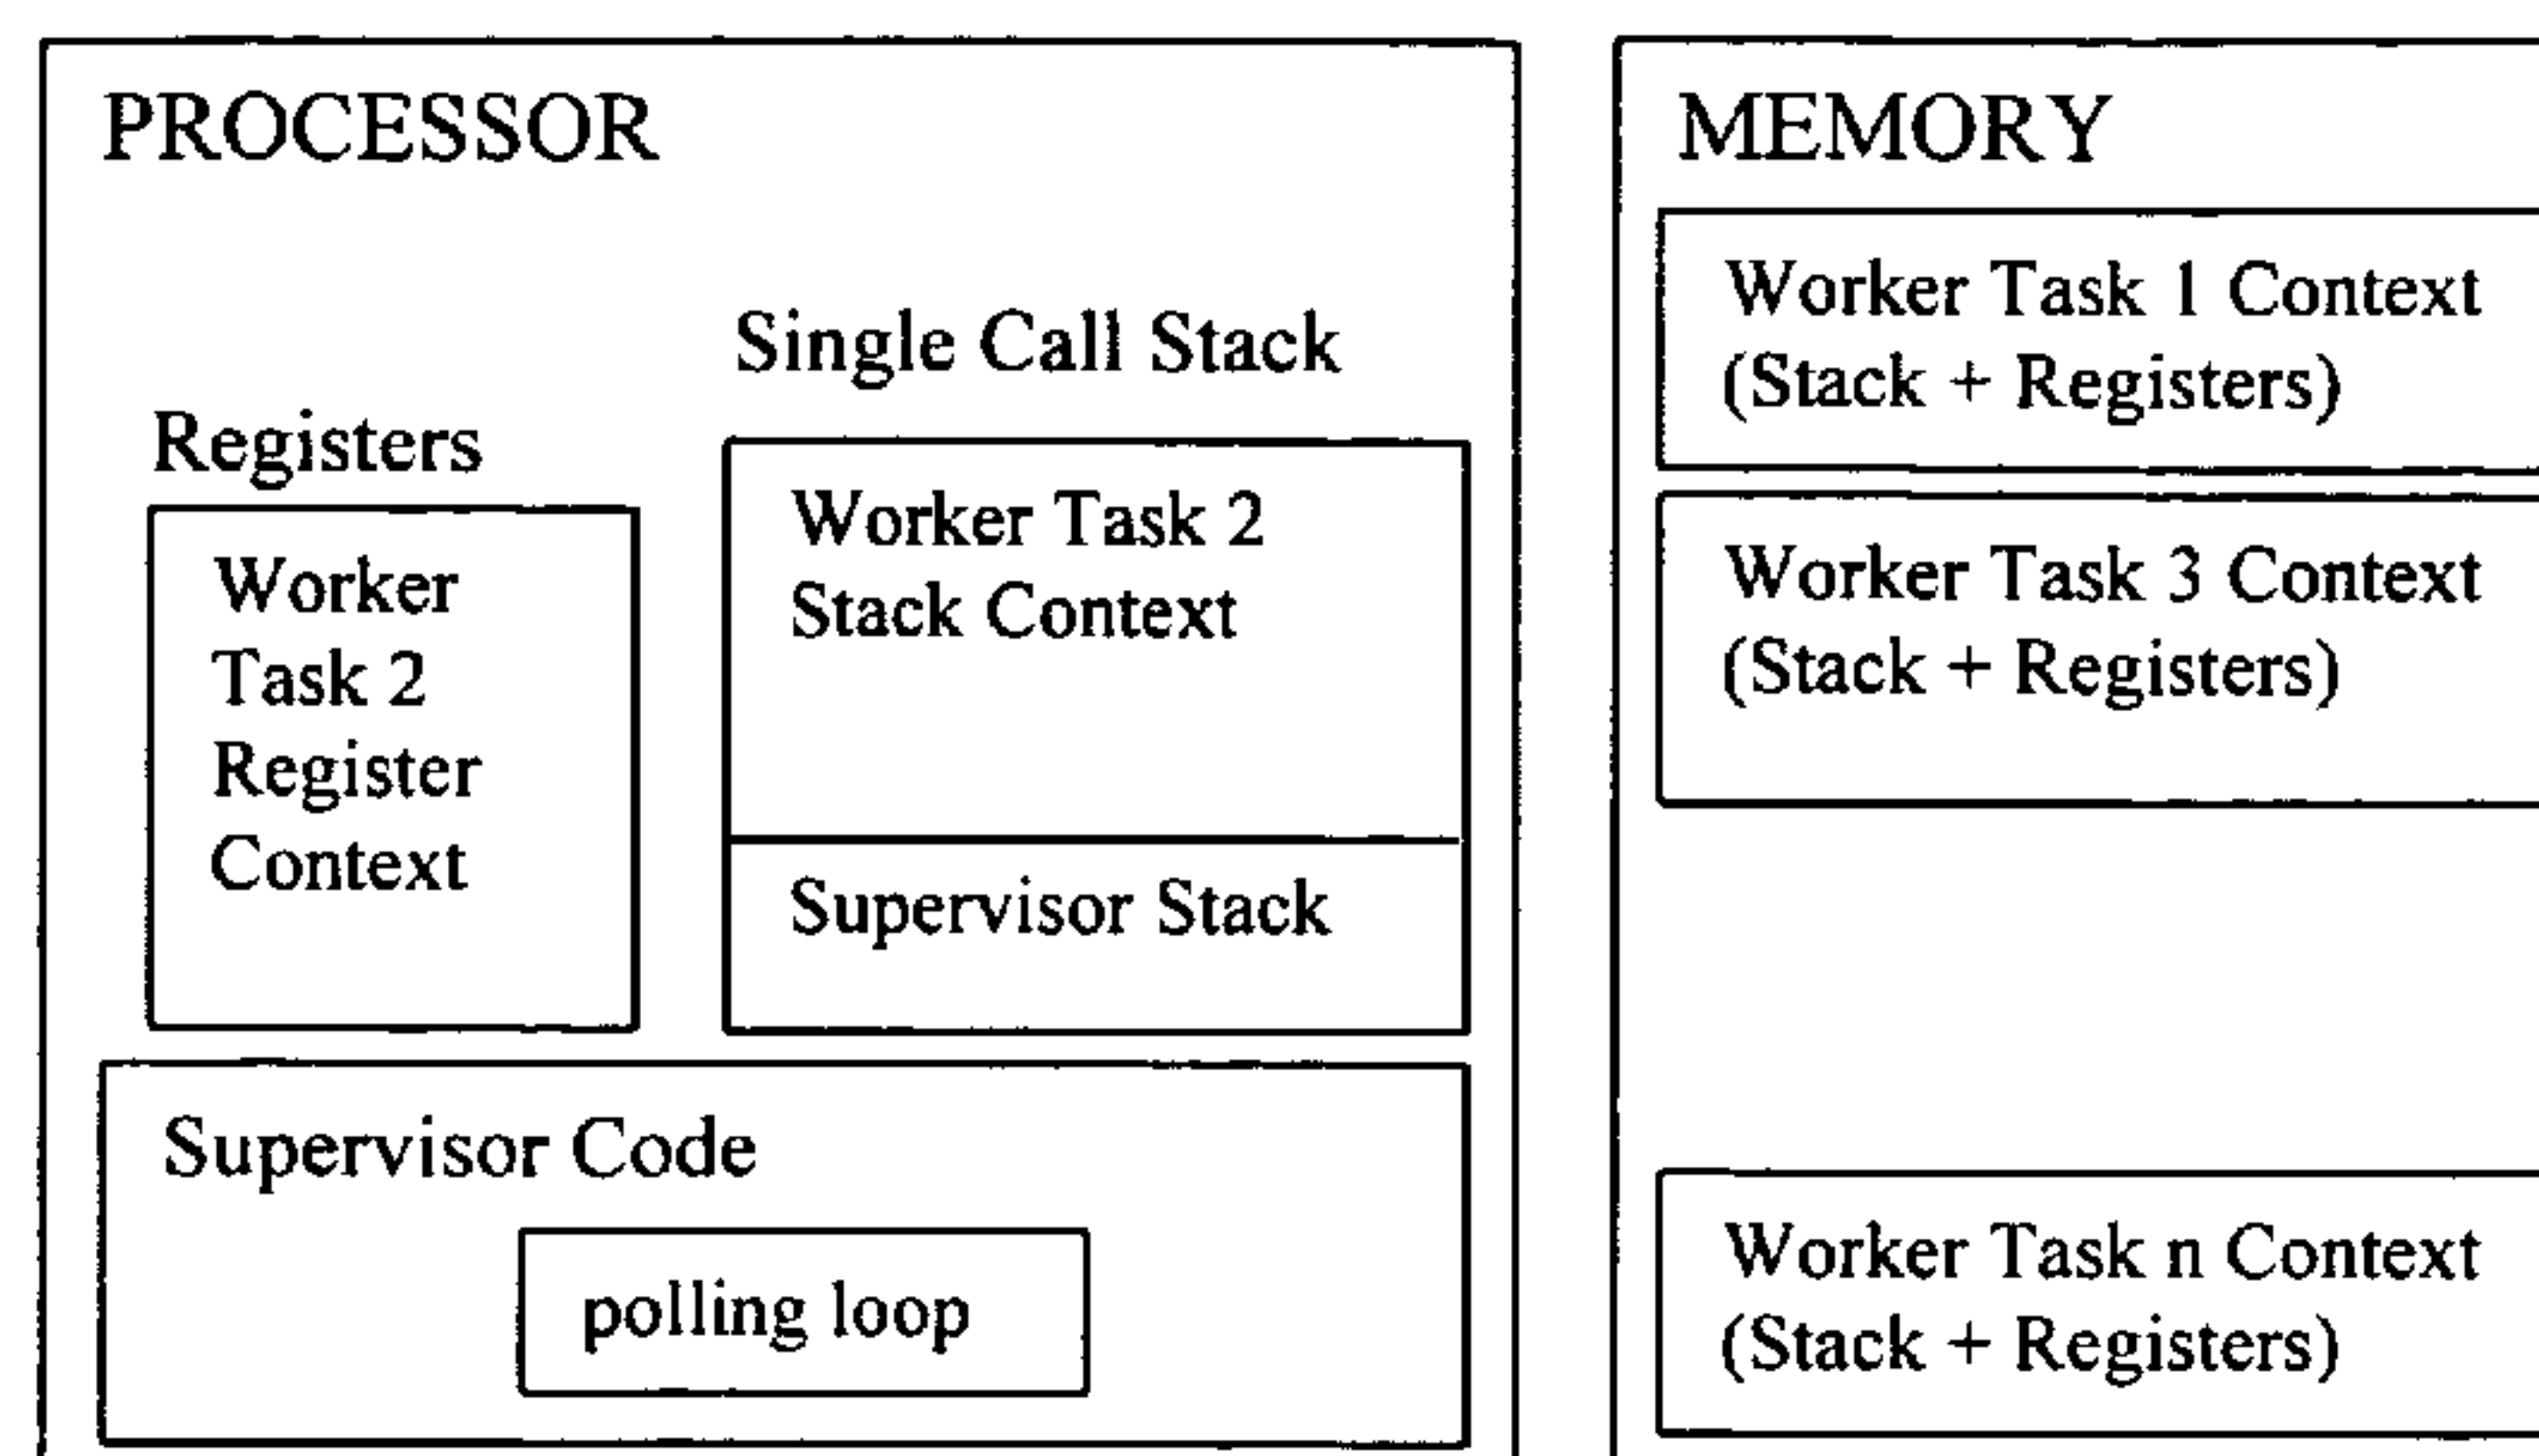 PROCESSOR
Single Call Stack
Registers
Worker
Task 2
Register
Context
Worker Task 2
Stack Context
Supervisor Stack
Supervisor Code
polling loop
MEMORY
Worker Task 1 Context
(Stack + Registers)
Worker Task 3 Context
(Stack + Registers)
Worker Task n Context
(Stack + Registers)